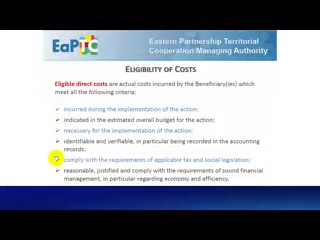 EaPTC
Eastern Partnership Territorial
Cooperation Managing Authority
ELIGIBILITY OF COSTS
Eligible direct costs are actual costs incurred by the Beneficiary(ies) which
meet all the following criteria:
incurred during the implementation of the action;
indicated in the estimated overall budget for the action;
necessary for the implementation of the action;
identifiable and verifiable, in particular being recorded in the accounting
records;
comply with the requirements of applicable tax and social legislation;
reasonable, justified and comply with the requirements of sound financial
management, in particular regarding economy and efficiency.